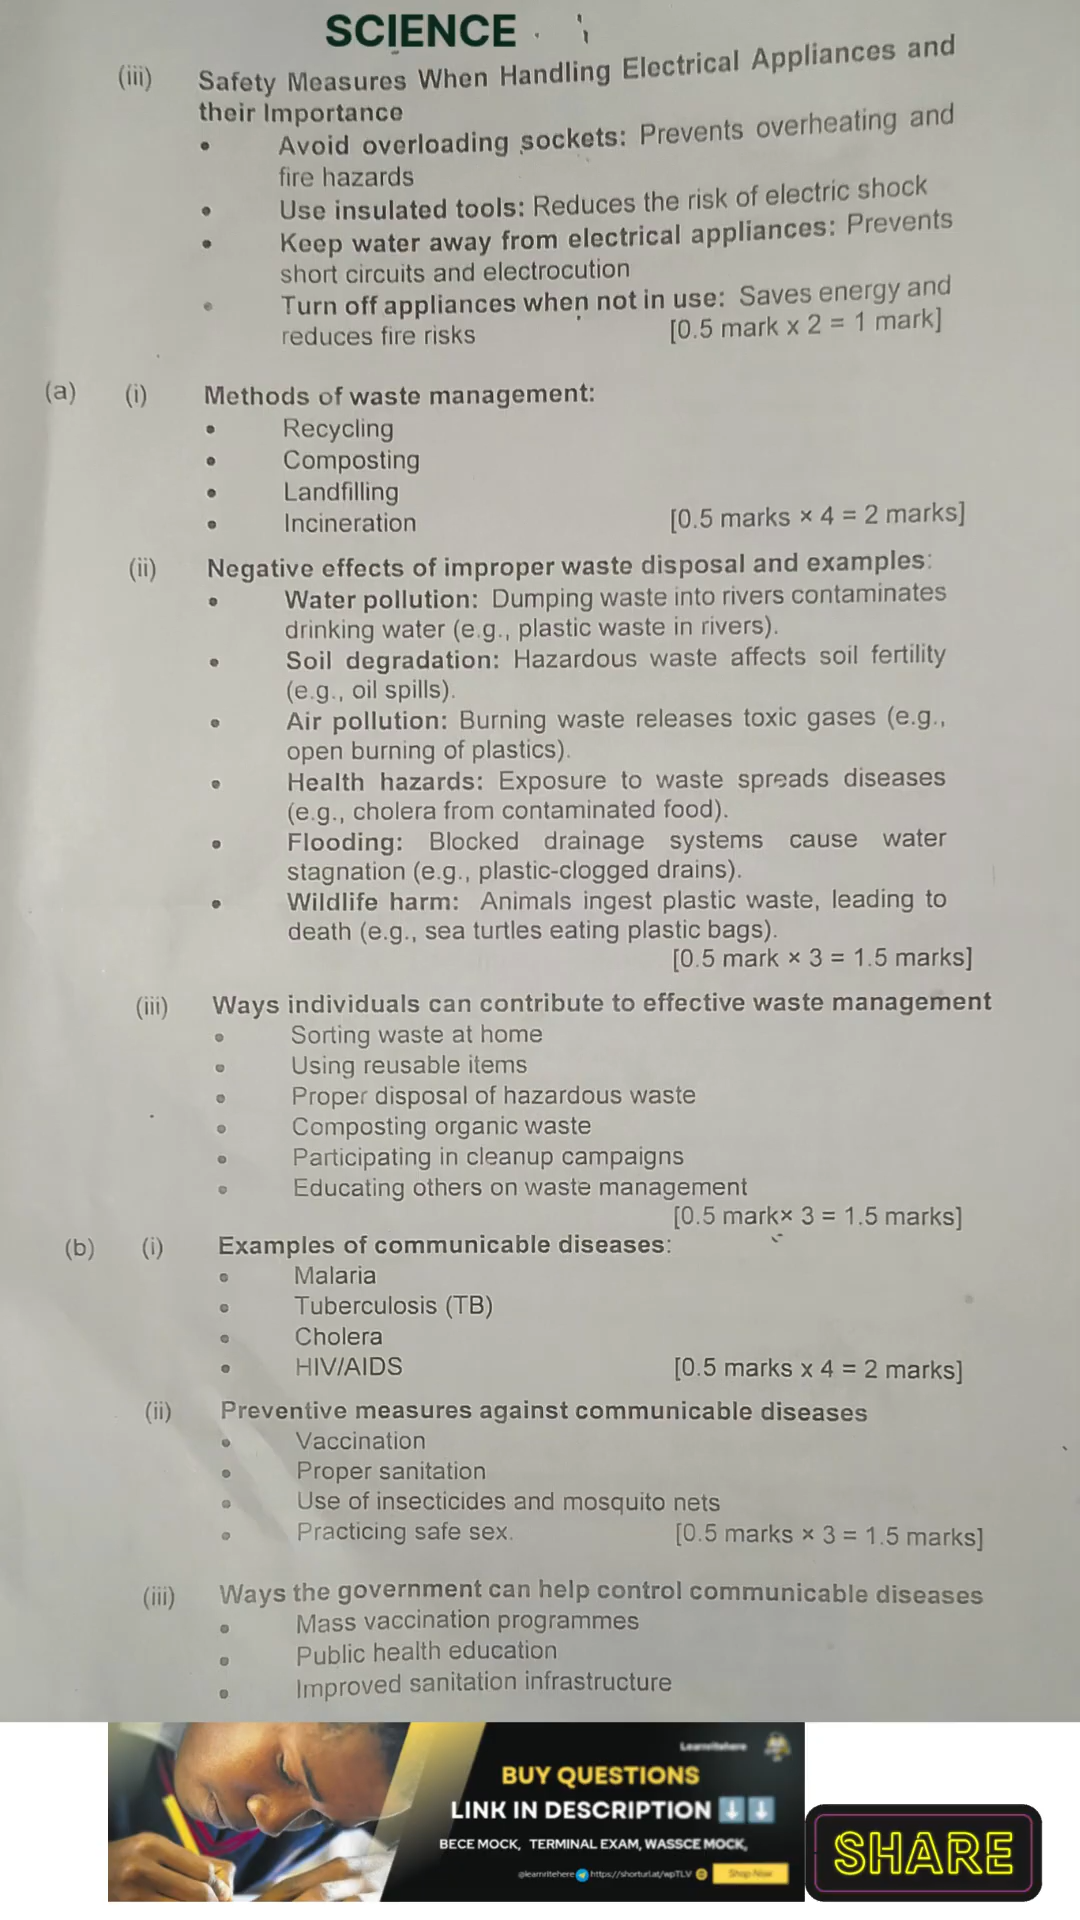 SCIENCE
(iii) Safety Measures When Handling Electrical Appliances and
their Importance
• Avoid overloading sockets: Prevents overheating and
fire hazards
• Use insulated tools: Reduces the risk of electric shock
• Keep water away from electrical appliances: Prevents
short circuits and electrocution
• Turn off appliances when not in use: Saves energy and
reduces fire risks [0.5 mark x 2 = 1 mark]
(a) (i) Methods of waste management:
• Recycling
• Composting
• Landfilling
• Incineration [0.5 marks × 4 = 2 marks]
(ii) Negative effects of improper waste disposal and examples:
• Water pollution: Dumping waste into rivers contaminates
drinking water (e.g., plastic waste in rivers).
• Soil degradation: Hazardous waste affects soil fertility
(e.g., oil spills).
• Air pollution: Burning waste releases toxic gases (e.g.,
open burning of plastics).
• Health hazards: Exposure to waste spreads diseases
(e.g., cholera from contaminated food).
• Flooding: Blocked drainage systems cause water
stagnation (e.g., plastic-clogged drains).
• Wildlife harm: Animals ingest plastic waste, leading to
death (e.g., sea turtles eating plastic bags).
[0.5 mark × 3 = 1.5 marks]
(iii) Ways individuals can contribute to effective waste management
• Sorting waste at home
• Using reusable items
• Proper disposal of hazardous waste
• Composting organic waste
• Participating in cleanup campaigns
• Educating others on waste management
[0.5 mark× 3 = 1.5 marks]
(b) (i) Examples of communicable diseases:
• Malaria
• Tuberculosis (TB)
• Cholera
• HIV/AIDS [0.5 marks x 4 = 2 marks]
(ii) Preventive measures against communicable diseases
• Vaccination
• Proper sanitation
• Use of insecticides and mosquito nets
• Practicing safe sex. [0.5 marks × 3 = 1.5 marks]
(iii) Ways the government can help control communicable diseases
• Mass vaccination programmes
• Public health education
• Improved sanitation infrastructure
Learnritehere
BUY QUESTIONS
LINK IN DESCRIPTION
BECE MOCK, TERMINAL EXAM, WASSCE MOCK,
@learnritehere https://shorturl.at/wpTLV Shop Now
SHARE